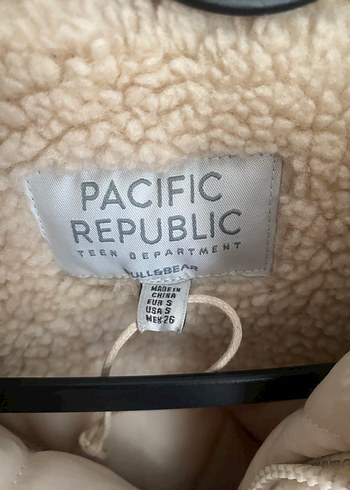 PACIFIC
REPUBLIC
TEEN DEPARTMENT
PULL&BEAR
MADE IN
CHINA
EUR S
USA S
MEX 26